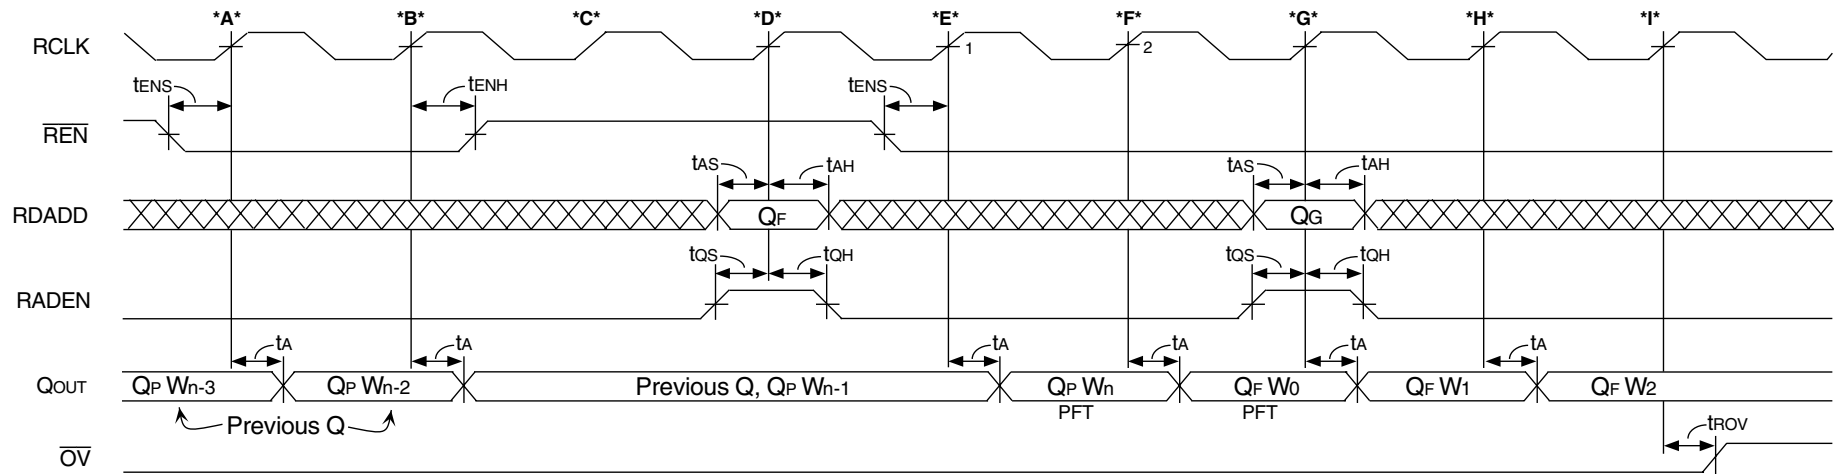 *A* *B* *C* *D* *E* *F* *G* *H* *I*
RCLK 1 2
tENS tENH tENS
REN
tAS tAH tAS tAH
RDADD QF QG
tQS tQH tQS tQH
RADEN
tA tA tA tA tA tA
QOUT QP Wn-3 QP Wn-2 Previous Q, QP Wn-1 QP Wn QF W0 QF W1 QF W2
PFT PFT
Previous Q
tROV
OV